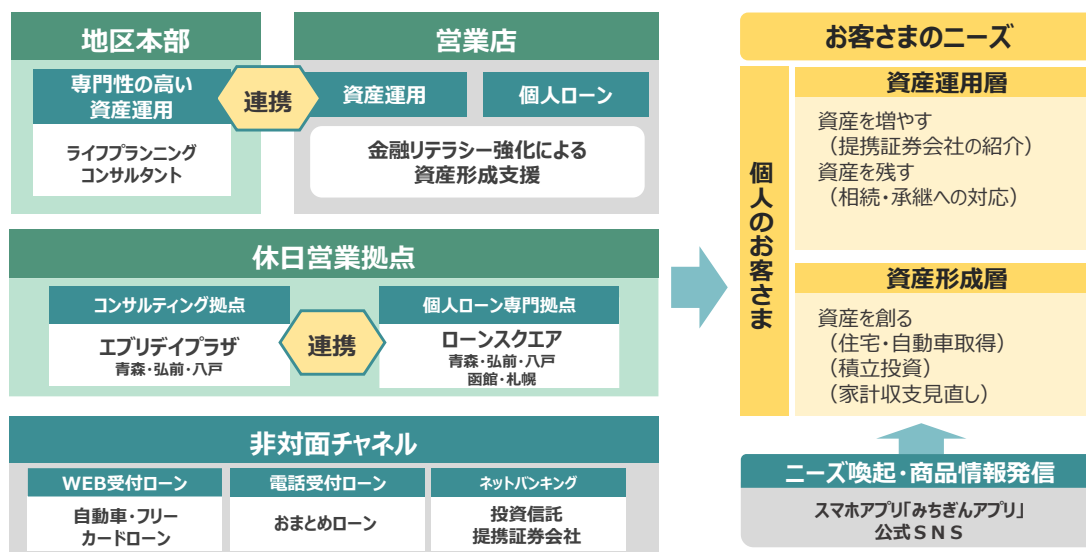 地区本部
専門性の高い
資産運用
ライフプランニング
コンサルタント
連携
営業店
資産運用
個人ローン
金融リテラシー強化による
資産形成支援
休日営業拠点
コンサルティング拠点
エブリデイプラザ
青森・弘前・八戸
連携
個人ローン専門拠点
ローンスクエア
青森・弘前・八戸
函館・札幌
非対面チャネル
WEB受付ローン
自動車・フリー
カードローン
電話受付ローン
おまとめローン
ネットバンキング
投資信託
提携証券会社
お客さまのニーズ
個人のお客さま
資産運用層
資産を増やす
（提携証券会社の紹介）
資産を残す
（相続・承継への対応）
資産形成層
資産を創る
（住宅・自動車取得）
（積立投資）
（家計収支見直し）
ニーズ喚起・商品情報発信
スマホアプリ「みちぎんアプリ」
公式ＳＮＳ